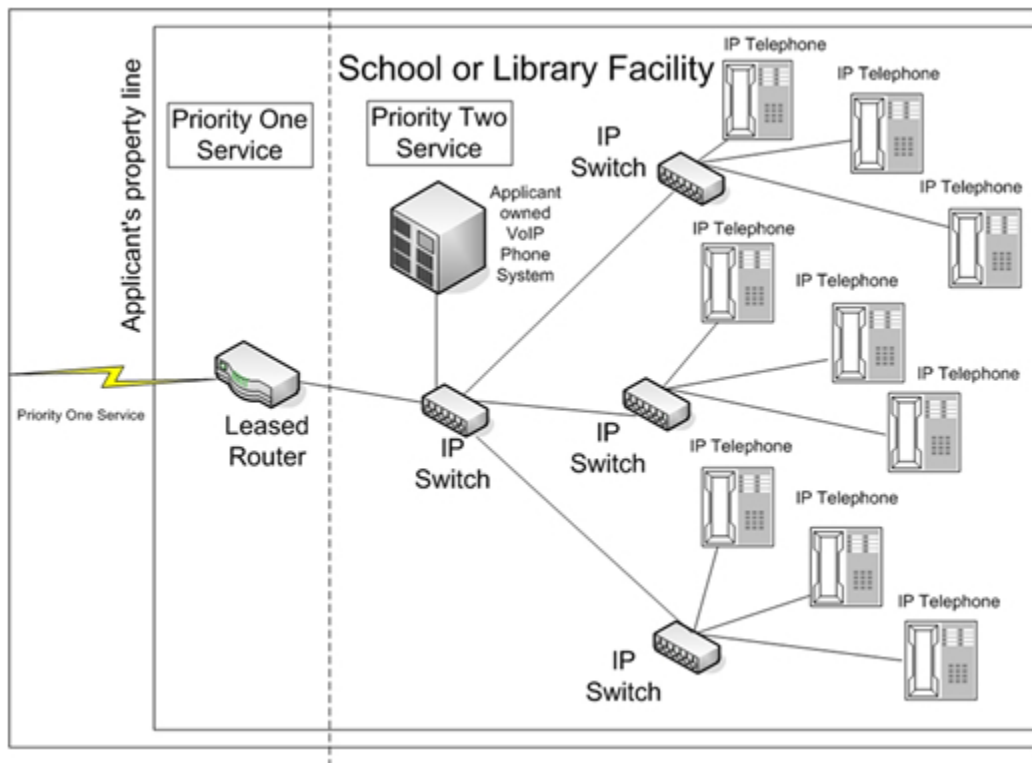 Applicant's property line
Priority One Service
Priority One
Service
Leased
Router
School or Library Facility
Priority Two
Service
Applicant
owned
VoIP
Phone
System
IP
Switch
IP
Switch
IP Telephone
IP Telephone
IP Telephone
IP
Switch
IP Telephone
IP Telephone
IP Telephone
IP
Switch
IP Telephone
IP Telephone
IP Telephone